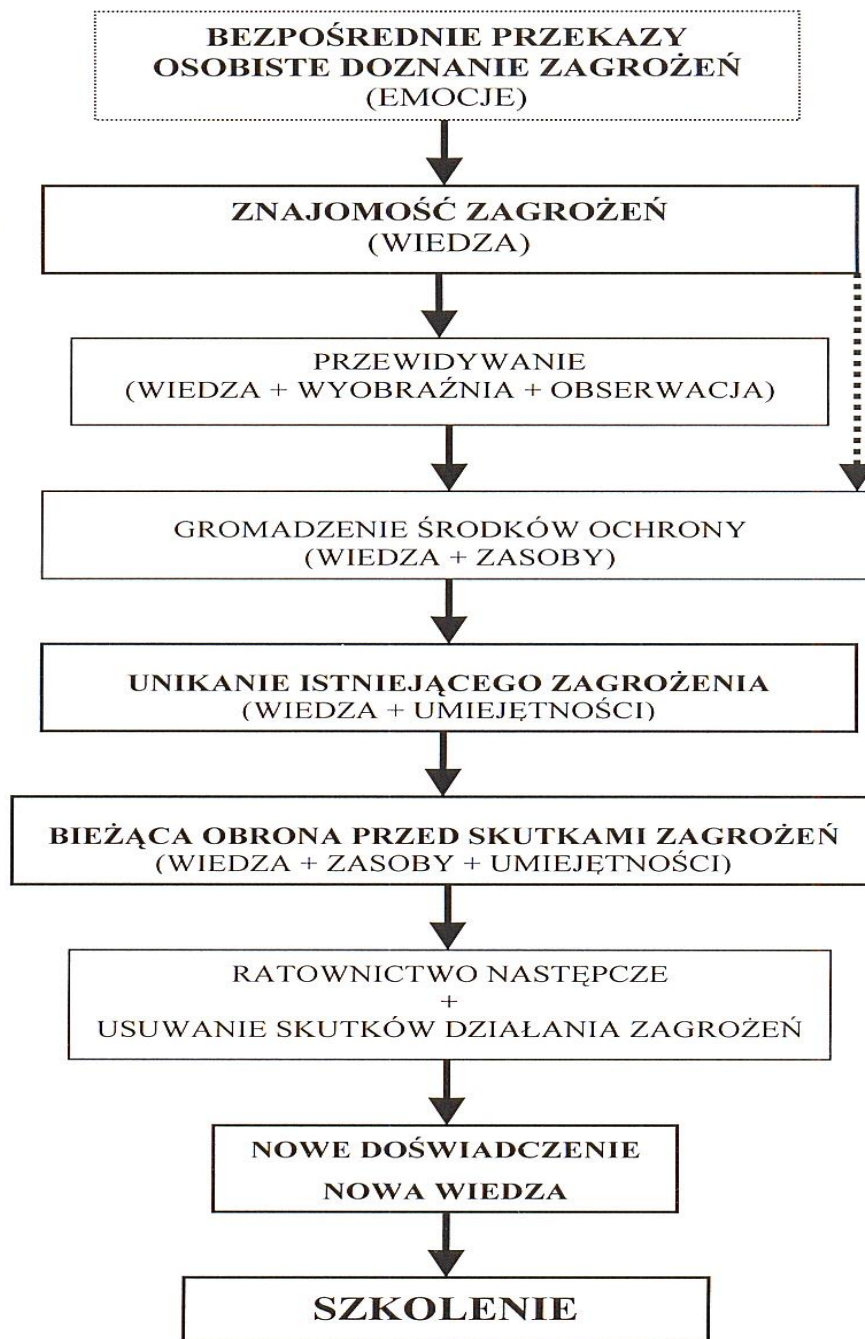 BEZPOŚREDNIE PRZEKAZY
OSOBISTE DOZNANIE ZAGROŻEŃ
(EMOCJE)
ZNAJOMOŚĆ ZAGROŻEŃ
(WIEDZA)
PRZEWIDYWANIE
(WIEDZA + WYOBRAŹNIA + OBSERWACJA)
GROMADZENIE ŚRODKÓW OCHRONY
(WIEDZA + ZASOBY)
UNIKANIE ISTNIEJĄCEGO ZAGROŻENIA
(WIEDZA + UMIEJĘTNOŚCI)
BIEŻĄCA OBRONA PRZED SKUTKAMI ZAGROŻEŃ
(WIEDZA + ZASOBY + UMIEJĘTNOŚCI)
RATOWNICTWO NASTĘPCZE
+
USUWANIE SKUTKÓW DZIAŁANIA ZAGROŻEŃ
NOWE DOŚWIADCZENIE
NOWA WIEDZA
SZKOLENIE